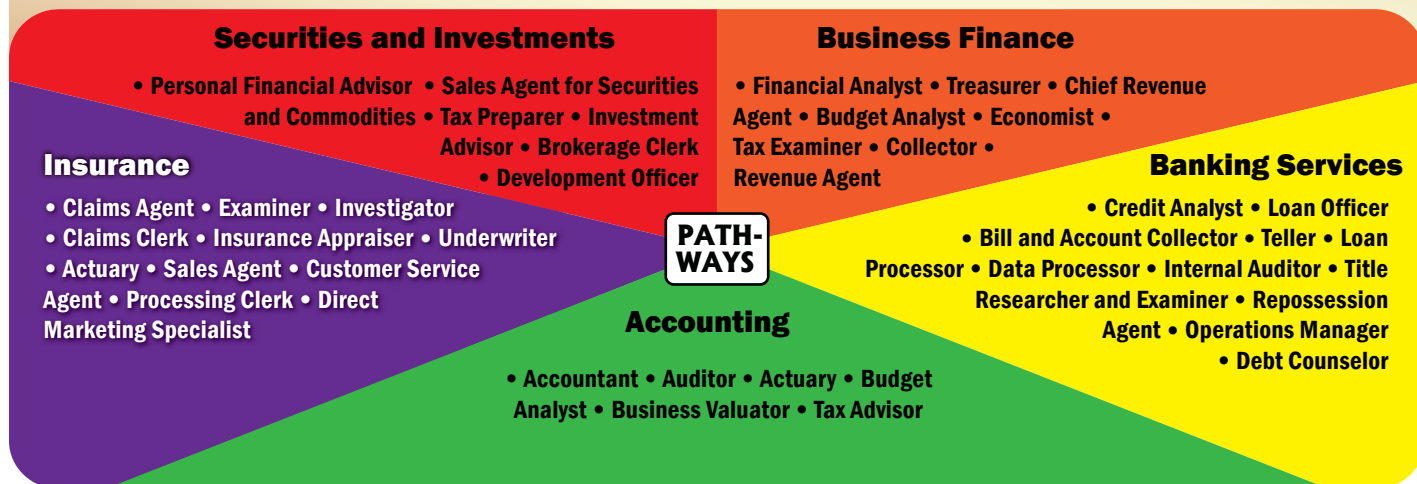 Securities and Investments
• Personal Financial Advisor • Sales Agent for Securities
and Commodities • Tax Preparer • Investment
Advisor • Brokerage Clerk
• Development Officer
Business Finance
• Financial Analyst • Treasurer • Chief Revenue
Agent • Budget Analyst • Economist •
Tax Examiner • Collector •
Revenue Agent
Insurance
• Claims Agent • Examiner • Investigator
• Claims Clerk • Insurance Appraiser • Underwriter
• Actuary • Sales Agent • Customer Service
Agent • Processing Clerk • Direct
Marketing Specialist
PATH-
WAYS
Banking Services
• Credit Analyst • Loan Officer
• Bill and Account Collector • Teller • Loan
Processor • Data Processor • Internal Auditor • Title
Researcher and Examiner • Repossession
Agent • Operations Manager
• Debt Counselor
Accounting
• Accountant • Auditor • Actuary • Budget
Analyst • Business Valuator • Tax Advisor